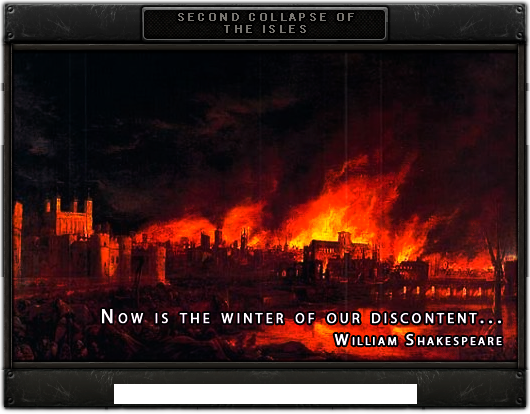 SECOND COLLAPSE OF
THE ISLES
NOW IS THE WINTER OF OUR DISCONTENT...
WILLIAM SHAKESPEARE